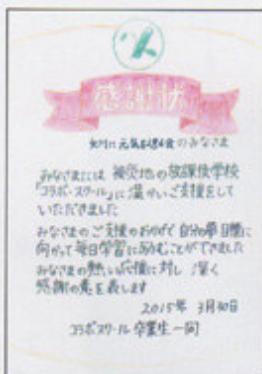 感謝状
女川に元気を送る会のみなさま
みなさまには 被災地の放課後学校
「コラボ・スクール」に温かいご支援をして
いただきました
みなさまのご支援のおかげで 自分の夢 目標に
向かって毎日学習に励むことができました
みなさまの熱い応援に対し 深く
感謝の意を表します
2015年 3月30日
コラボスクール 卒業生一同